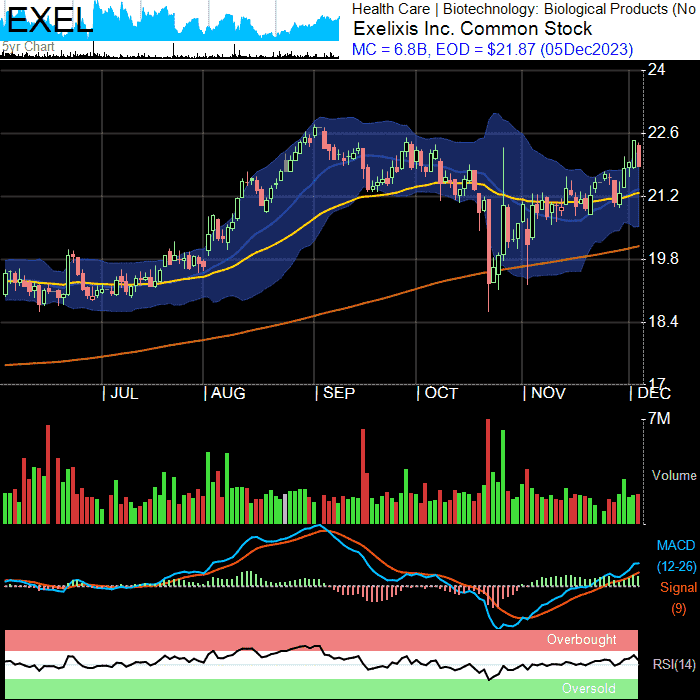 EXEL
5yr Chart
Health Care | Biotechnology: Biological Products (No
Exelixis Inc. Common Stock
MC = 6.8B, EOD = $21.87 (05Dec2023)
24
22.6
21.2
19.8
18.4
17
| JUL | AUG | SEP | OCT | NOV | DEC
7M
Volume
MACD
(12-26)
Signal
(9)
Overbought
RSI(14)
Oversold